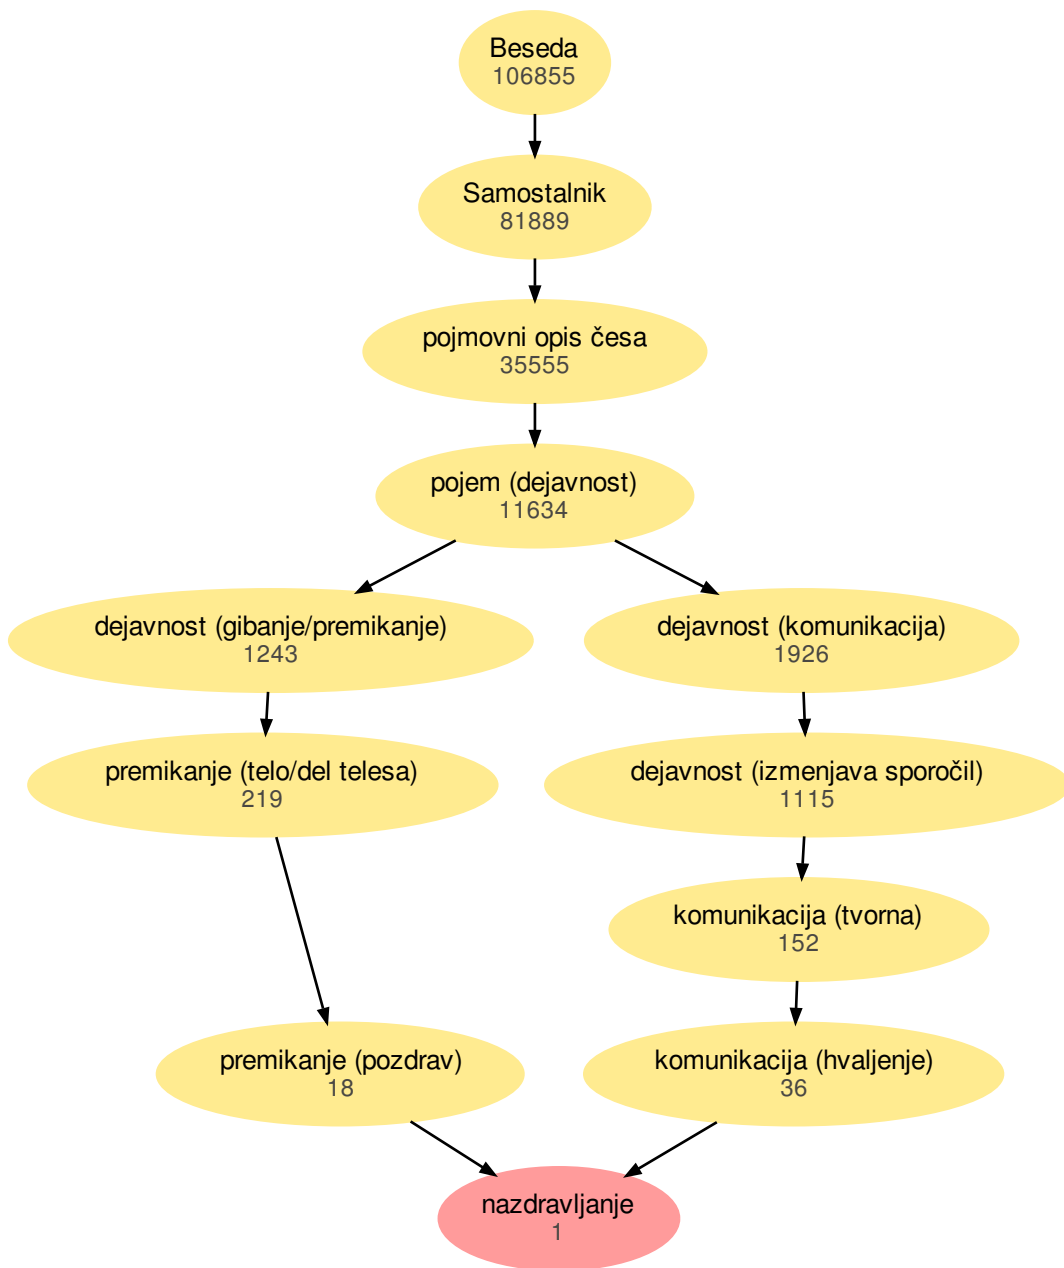 Beseda
106855
Samostalnik
81889
pojmovni opis česa
35555
pojem (dejavnost)
11634
dejavnost (gibanje/premikanje)
1243
dejavnost (komunikacija)
1926
premikanje (telo/del telesa)
219
dejavnost (izmenjava sporočil)
1115
komunikacija (tvorna)
152
premikanje (pozdrav)
18
komunikacija (hvaljenje)
36
nazdravljanje
1